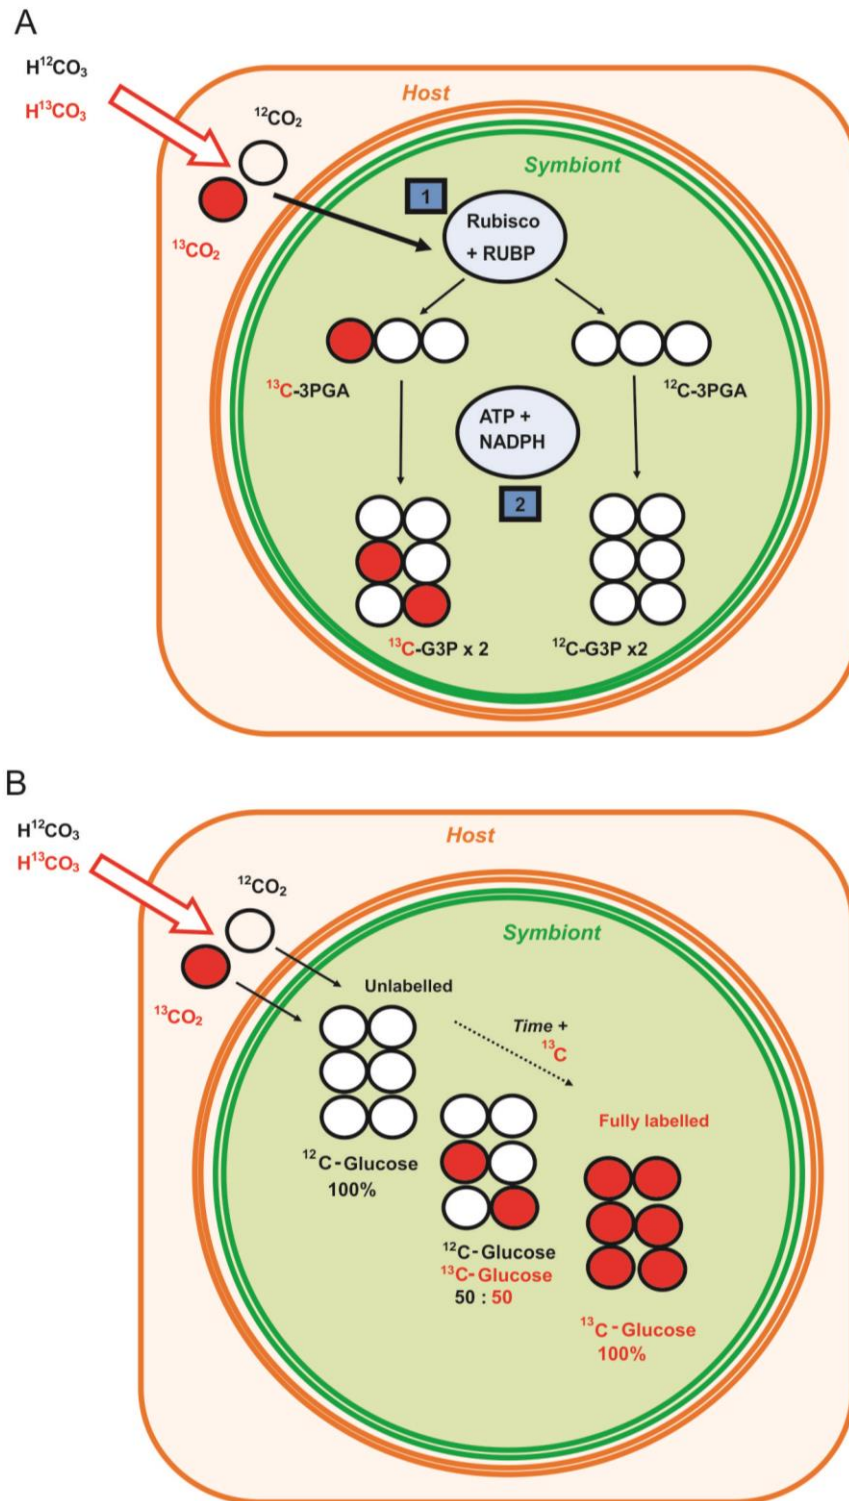 A
H¹²CO₃
H¹³CO₃
¹²CO₂
¹³CO₂
Host
Symbiont
1
Rubisco
+ RUBP
¹³C-3PGA
¹²C-3PGA
ATP +
NADPH
2
¹³C-G3P x 2
¹²C-G3P x2
B
H¹²CO₃
H¹³CO₃
¹²CO₂
¹³CO₂
Host
Symbiont
Unlabelled
Time +
¹³C
Fully labelled
¹²C-Glucose
100%
¹²C-Glucose
¹³C-Glucose
50 : 50
¹³C-Glucose
100%